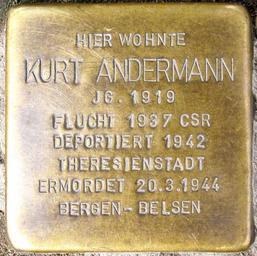 HIER WOHNTE
KURT ANDERMANN
JG. 1919
FLUCHT 1937 CSR
DEPORTIERT 1942
THERESIENSTADT
ERMORDET 20.3.1944
BERGEN-BELSEN